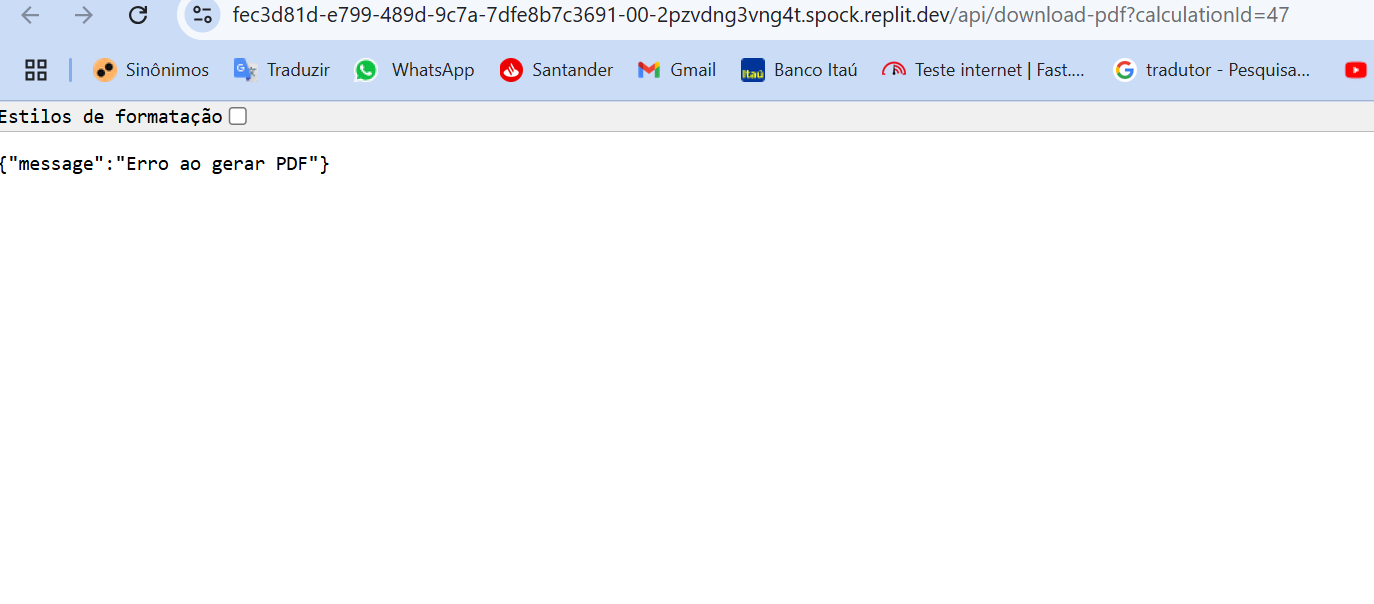 fec3d81d-e799-489d-9c7a-7dfe8b7c3691-00-2pzvdng3vng4t.spock.replit.dev/api/download-pdf?calculationId=47
Sinônimos Traduzir WhatsApp Santander Gmail Itaú Banco Itaú Teste internet | Fast.... tradutor - Pesquisa...
Estilos de formatação
{"message":"Erro ao gerar PDF"}